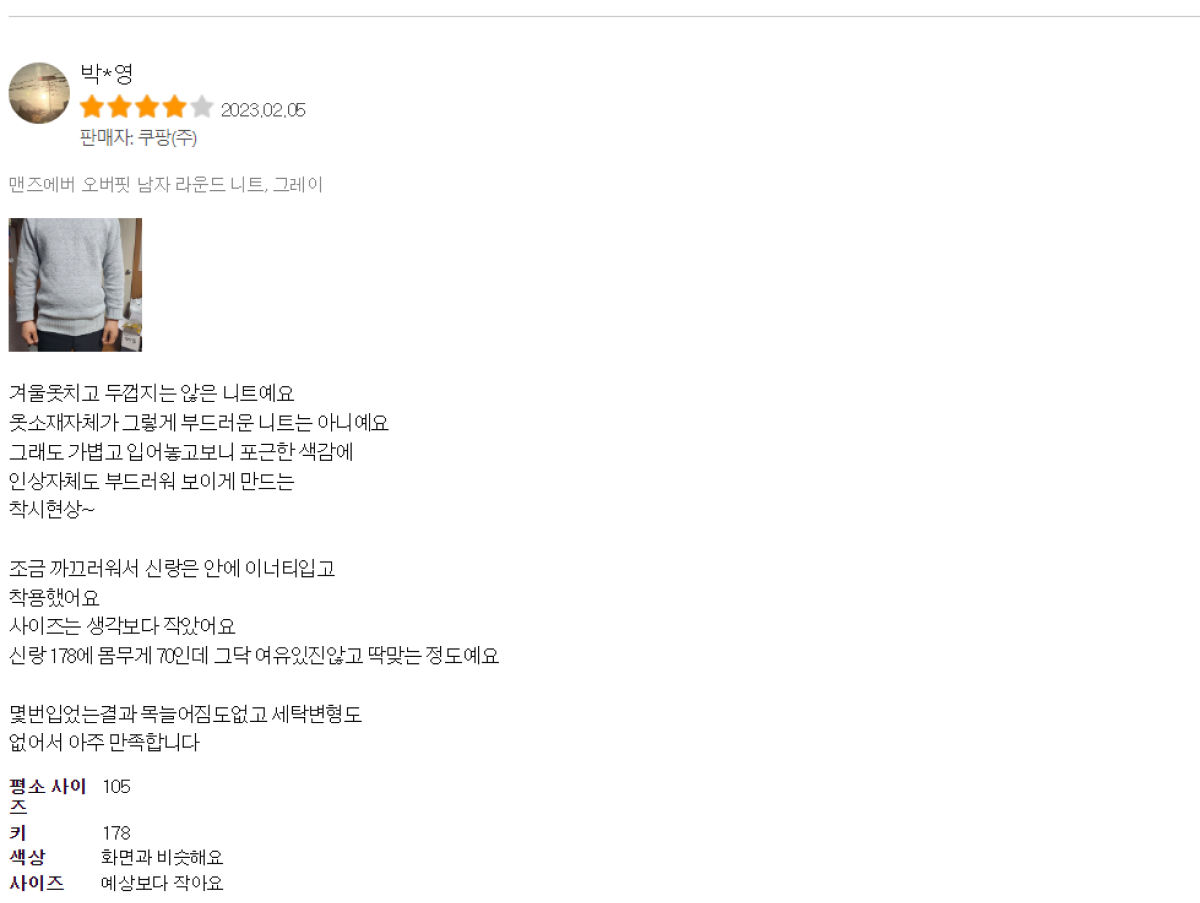 박*영
2023.02.05
판매자: 쿠팡(주)
맨즈에버 오버핏 남자 라운드 니트, 그레이
겨울옷치고 두껍지는 않은 니트예요
옷소재자체가 그렇게 부드러운 니트는 아니예요
그래도 가볍고 입어놓고보니 포근한 색감에
인상자체도 부드러워 보이게 만드는
착시현상~
조금 까끄러워서 신랑은 안에 이너티입고
착용했어요
사이즈는 생각보다 작았어요
신랑 178에 몸무게 70인데 그닥 여유있진않고 딱맞는 정도예요
몇번입었는결과 목늘어짐도없고 세탁변형도
없어서 아주 만족합니다
평소 사이즈 105
키 178
색상 화면과 비슷해요
사이즈 예상보다 작아요